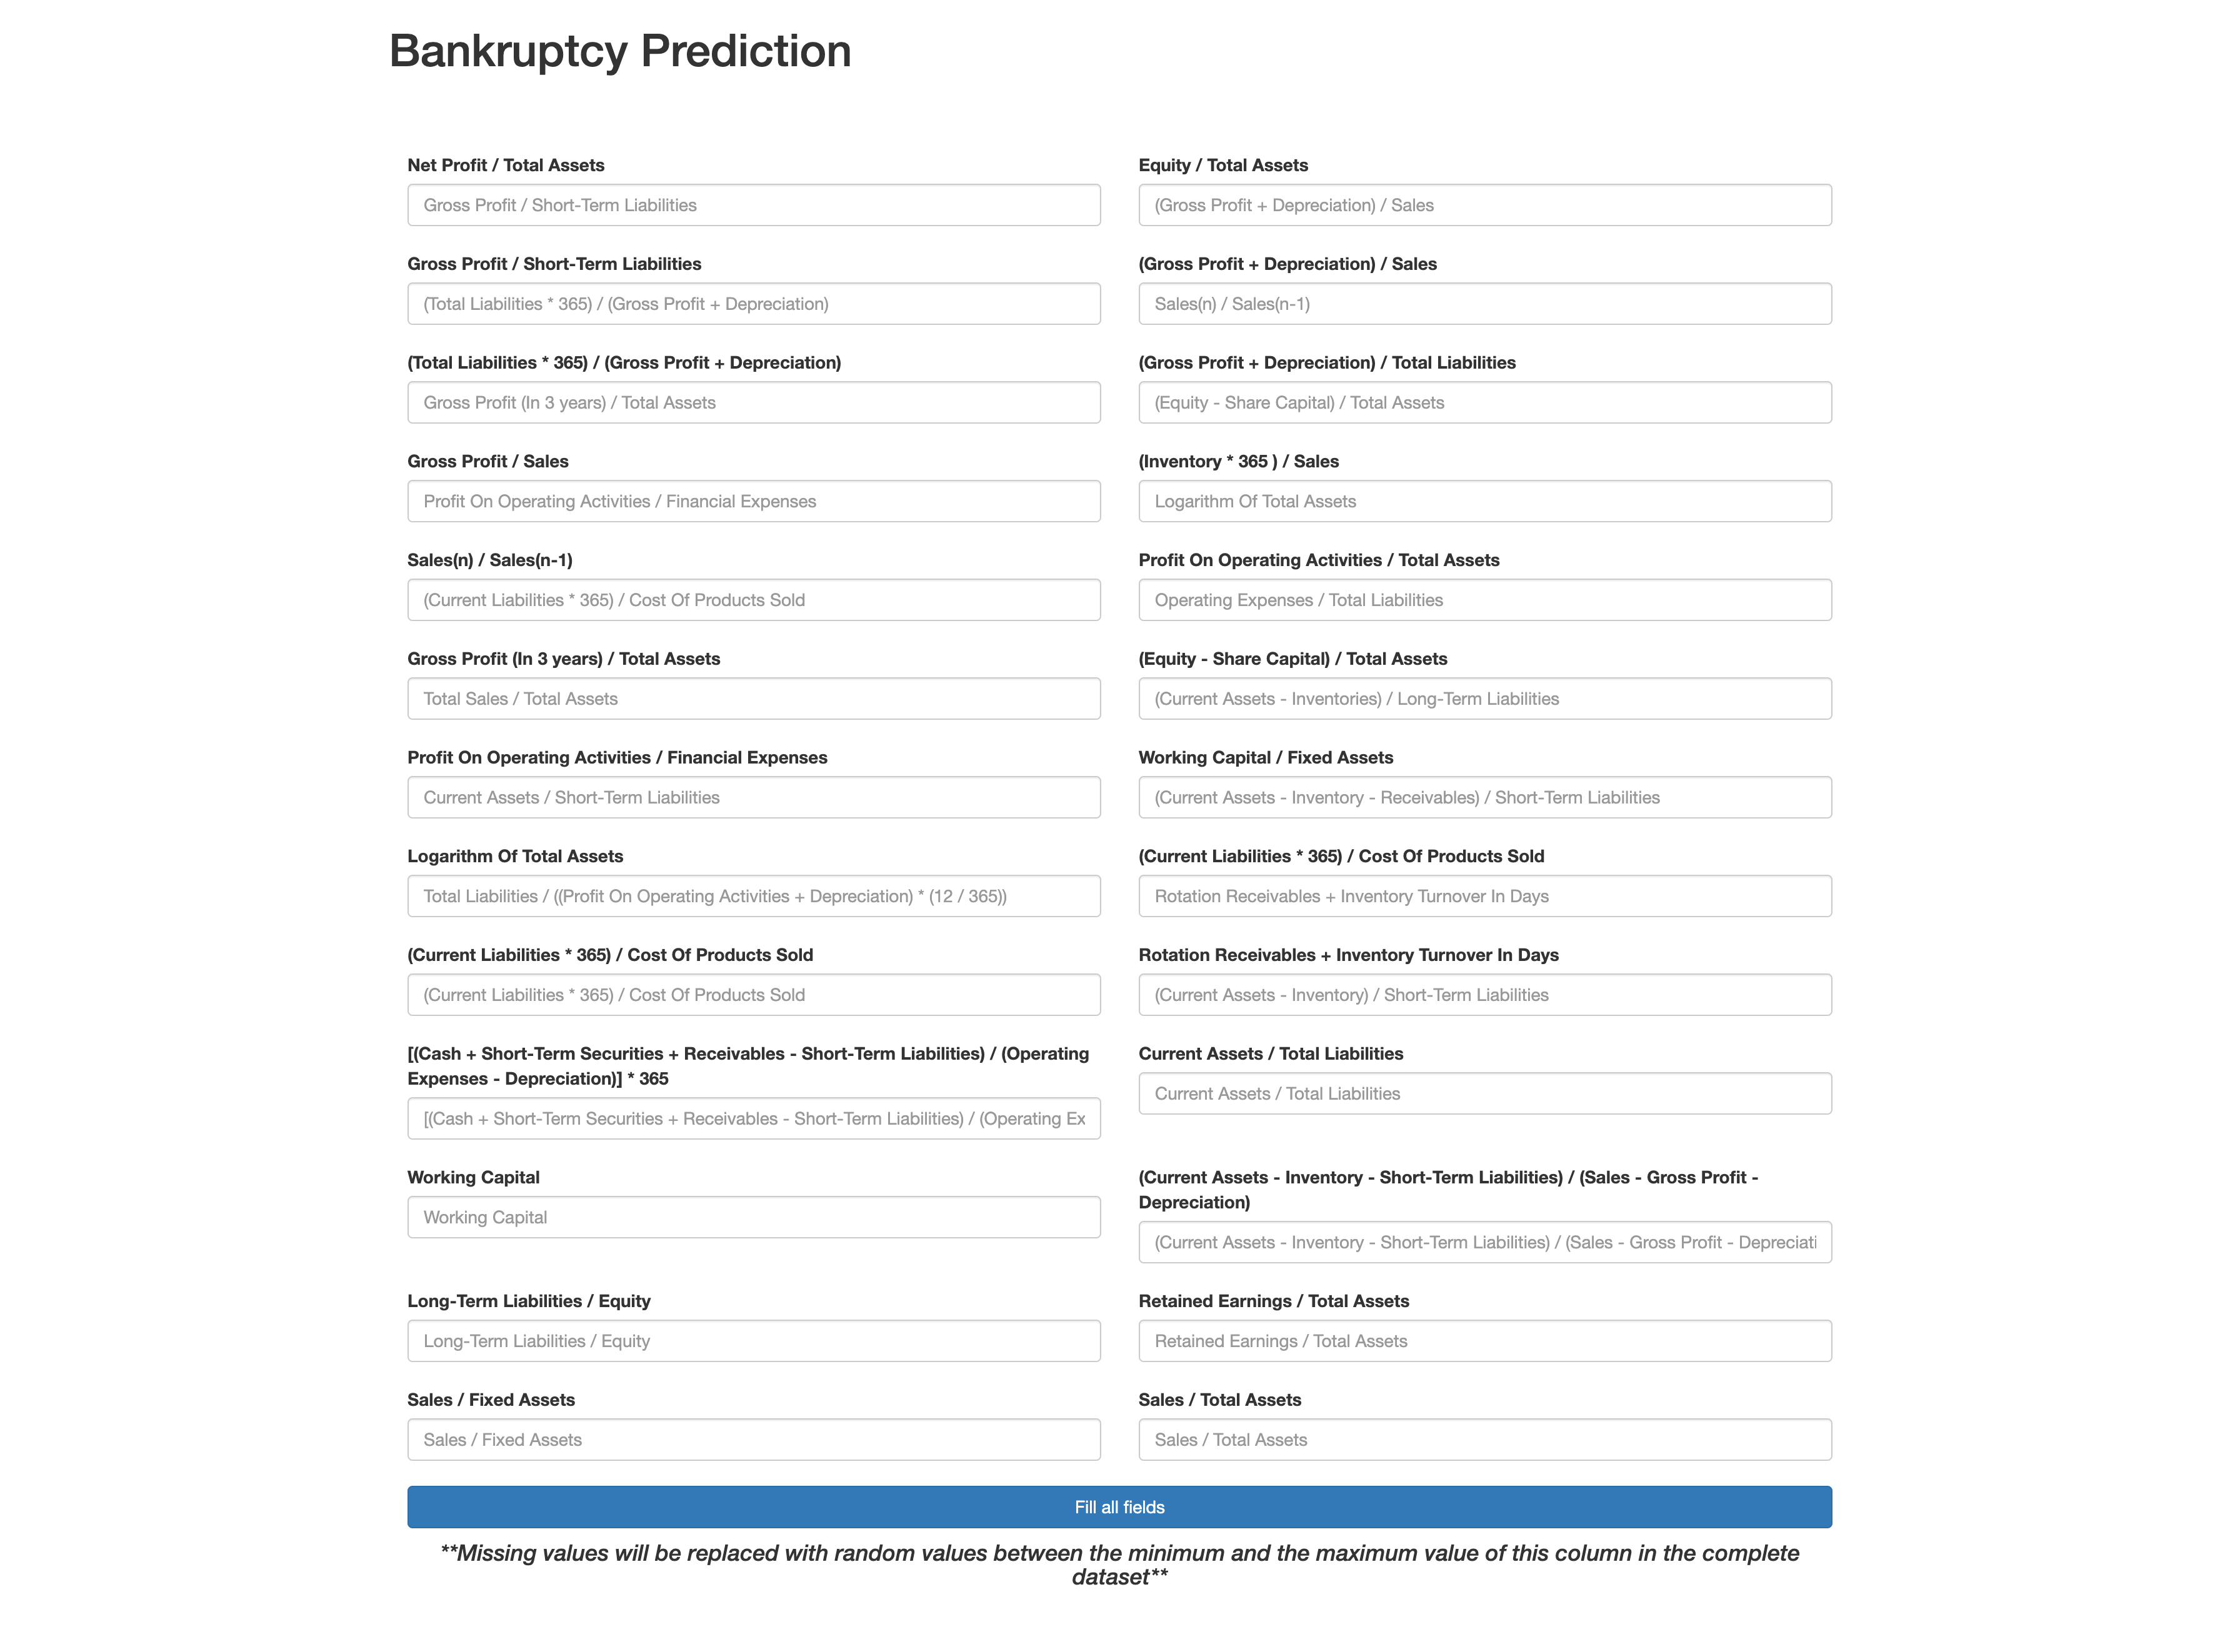 Bankruptcy Prediction
Net Profit / Total Assets
Equity / Total Assets
Gross Profit / Short-Term Liabilities
(Gross Profit + Depreciation) / Sales
Gross Profit / Short-Term Liabilities
(Gross Profit + Depreciation) / Sales
(Total Liabilities * 365) / (Gross Profit + Depreciation)
Sales(n) / Sales(n-1)
(Total Liabilities * 365) / (Gross Profit + Depreciation)
(Gross Profit + Depreciation) / Total Liabilities
Gross Profit (In 3 years) / Total Assets
(Equity - Share Capital) / Total Assets
Gross Profit / Sales
(Inventory * 365 ) / Sales
Profit On Operating Activities / Financial Expenses
Logarithm Of Total Assets
Sales(n) / Sales(n-1)
Profit On Operating Activities / Total Assets
(Current Liabilities * 365) / Cost Of Products Sold
Operating Expenses / Total Liabilities
Gross Profit (In 3 years) / Total Assets
(Equity - Share Capital) / Total Assets
Total Sales / Total Assets
(Current Assets - Inventories) / Long-Term Liabilities
Profit On Operating Activities / Financial Expenses
Working Capital / Fixed Assets
Current Assets / Short-Term Liabilities
(Current Assets - Inventory - Receivables) / Short-Term Liabilities
Logarithm Of Total Assets
(Current Liabilities * 365) / Cost Of Products Sold
Total Liabilities / ((Profit On Operating Activities + Depreciation) * (12 / 365))
Rotation Receivables + Inventory Turnover In Days
(Current Liabilities * 365) / Cost Of Products Sold
Rotation Receivables + Inventory Turnover In Days
(Current Liabilities * 365) / Cost Of Products Sold
(Current Assets - Inventory) / Short-Term Liabilities
[(Cash + Short-Term Securities + Receivables - Short-Term Liabilities) / (Operating
Expenses - Depreciation)] * 365
Current Assets / Total Liabilities
[(Cash + Short-Term Securities + Receivables - Short-Term Liabilities) / (Operating Ex
Current Assets / Total Liabilities
Working Capital
(Current Assets - Inventory - Short-Term Liabilities) / (Sales - Gross Profit -
Depreciation)
Working Capital
(Current Assets - Inventory - Short-Term Liabilities) / (Sales - Gross Profit - Depreciati
Long-Term Liabilities / Equity
Retained Earnings / Total Assets
Long-Term Liabilities / Equity
Retained Earnings / Total Assets
Sales / Fixed Assets
Sales / Total Assets
Sales / Fixed Assets
Sales / Total Assets
Fill all fields
**Missing values will be replaced with random values between the minimum and the maximum value of this column in the complete
dataset**